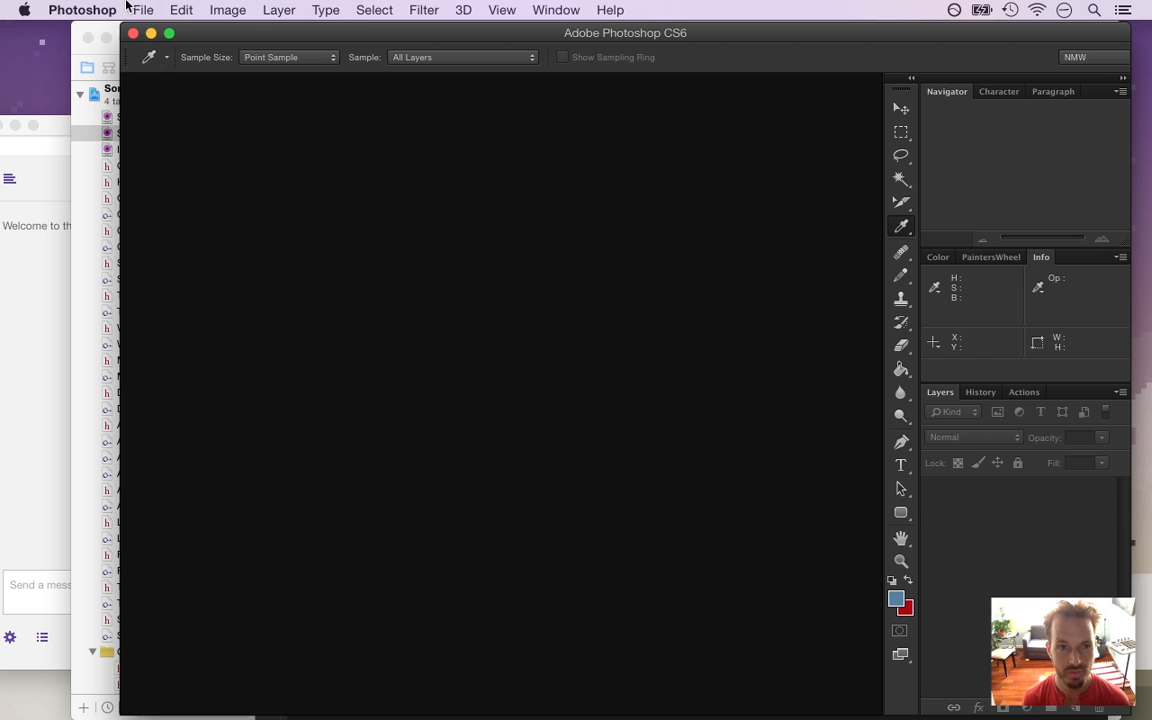 Photoshop File Edit Image Layer Type Select Filter 3D View Window Help
Adobe Photoshop CS6
Sample Size: Point Sample Sample: All Layers Show Sampling Ring NMW
Navigator Character Paragraph
4 ta
Welcome to th
Color PaintersWheel Info
H :
S :
B :
Op :
X :
Y :
W :
H :
Layers History Actions
Kind
Normal Opacity:
Lock: Fill:
Send a mess